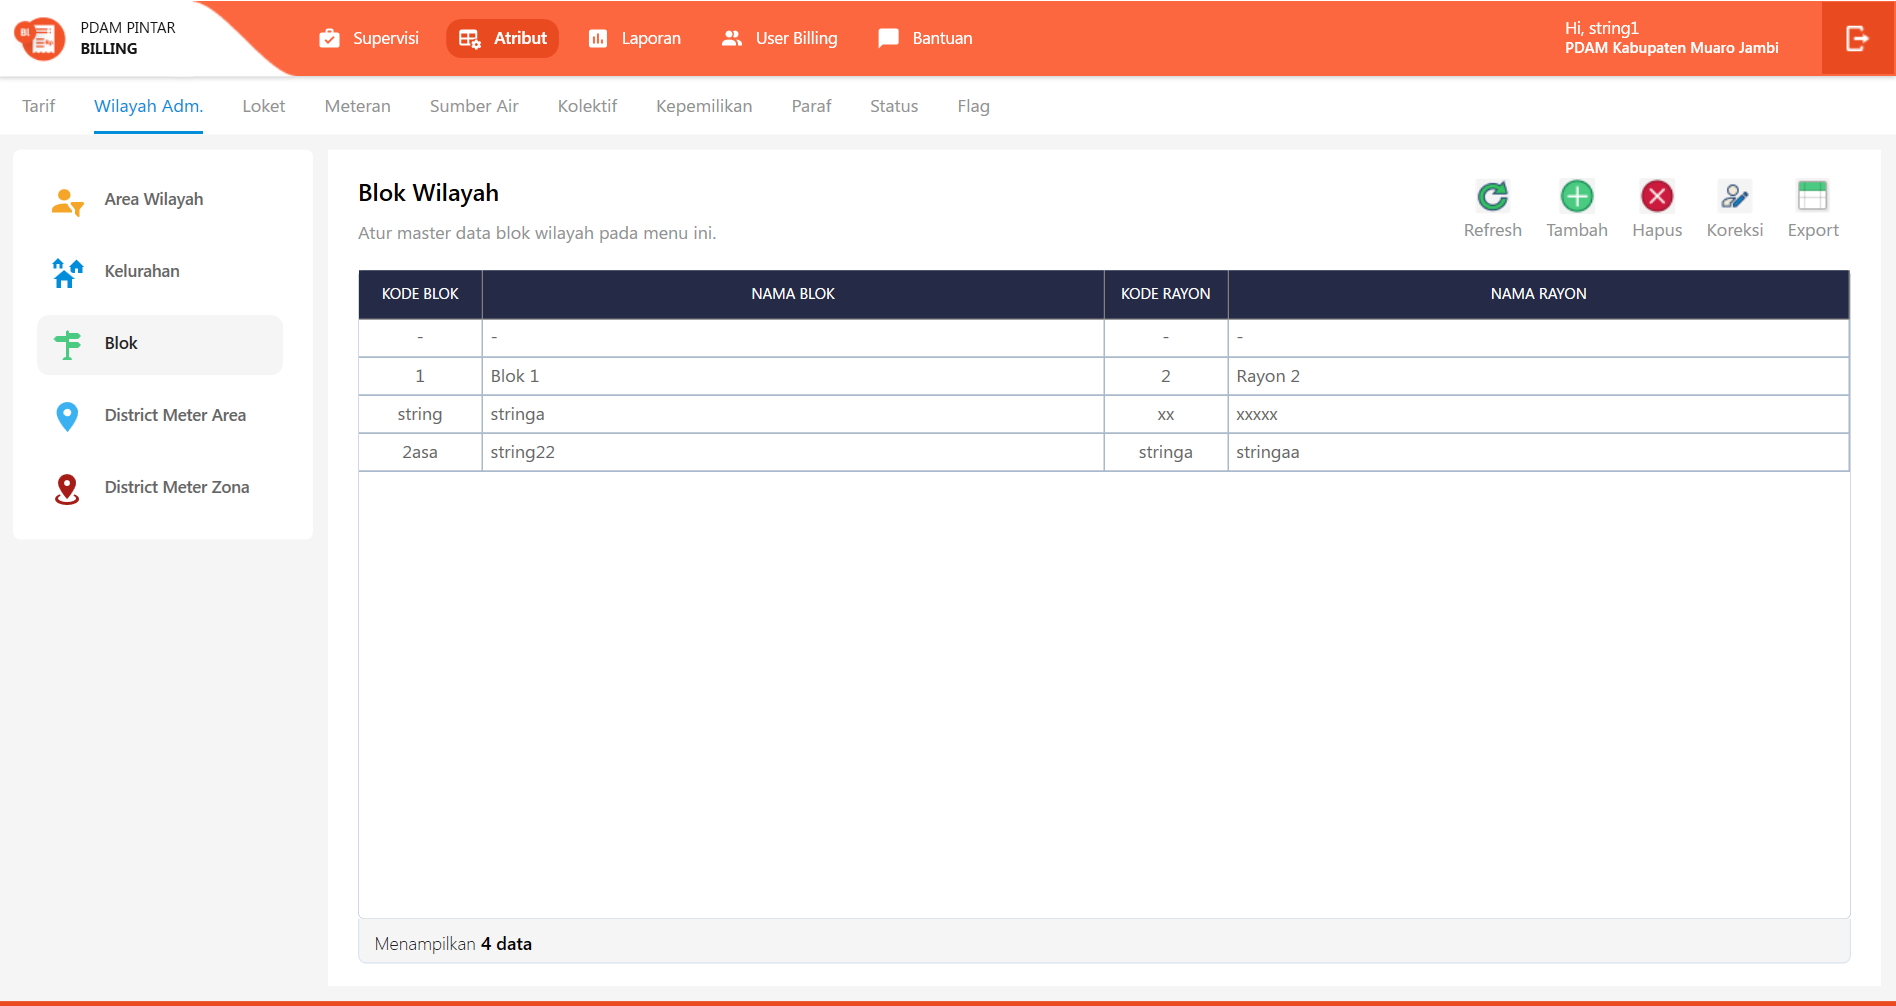 PDAM PINTAR
BILLING
Supervisi
Atribut
Laporan
User Billing
Bantuan
Hi, string1
PDAM Kabupaten Muaro Jambi
Tarif
Wilayah Adm.
Loket
Meteran
Sumber Air
Kolektif
Kepemilikan
Paraf
Status
Flag
Area Wilayah
Kelurahan
Blok
District Meter Area
District Meter Zona
Blok Wilayah
Atur master data blok wilayah pada menu ini.
Refresh
Tambah
Hapus
Koreksi
Export
KODE BLOK NAMA BLOK KODE RAYON NAMA RAYON
- - - -
1 Blok 1 2 Rayon 2
string stringa xx xxxxx
2asa string22 stringa stringaa
Menampilkan 4 data